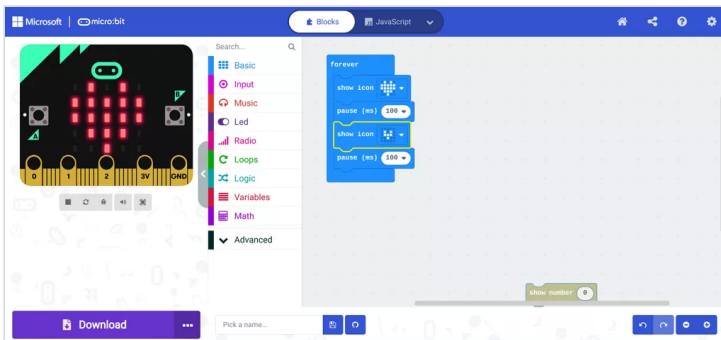 Microsoft micro:bit Blocks JavaScript
Search...
Basic
Input
Music
Led
Radio
Loops
Logic
Variables
Math
Advanced
A
B
0 1 2 3V GND
forever
show icon
pause (ms) 100
show icon
pause (ms) 100
show number 0
Download
Pick a name...